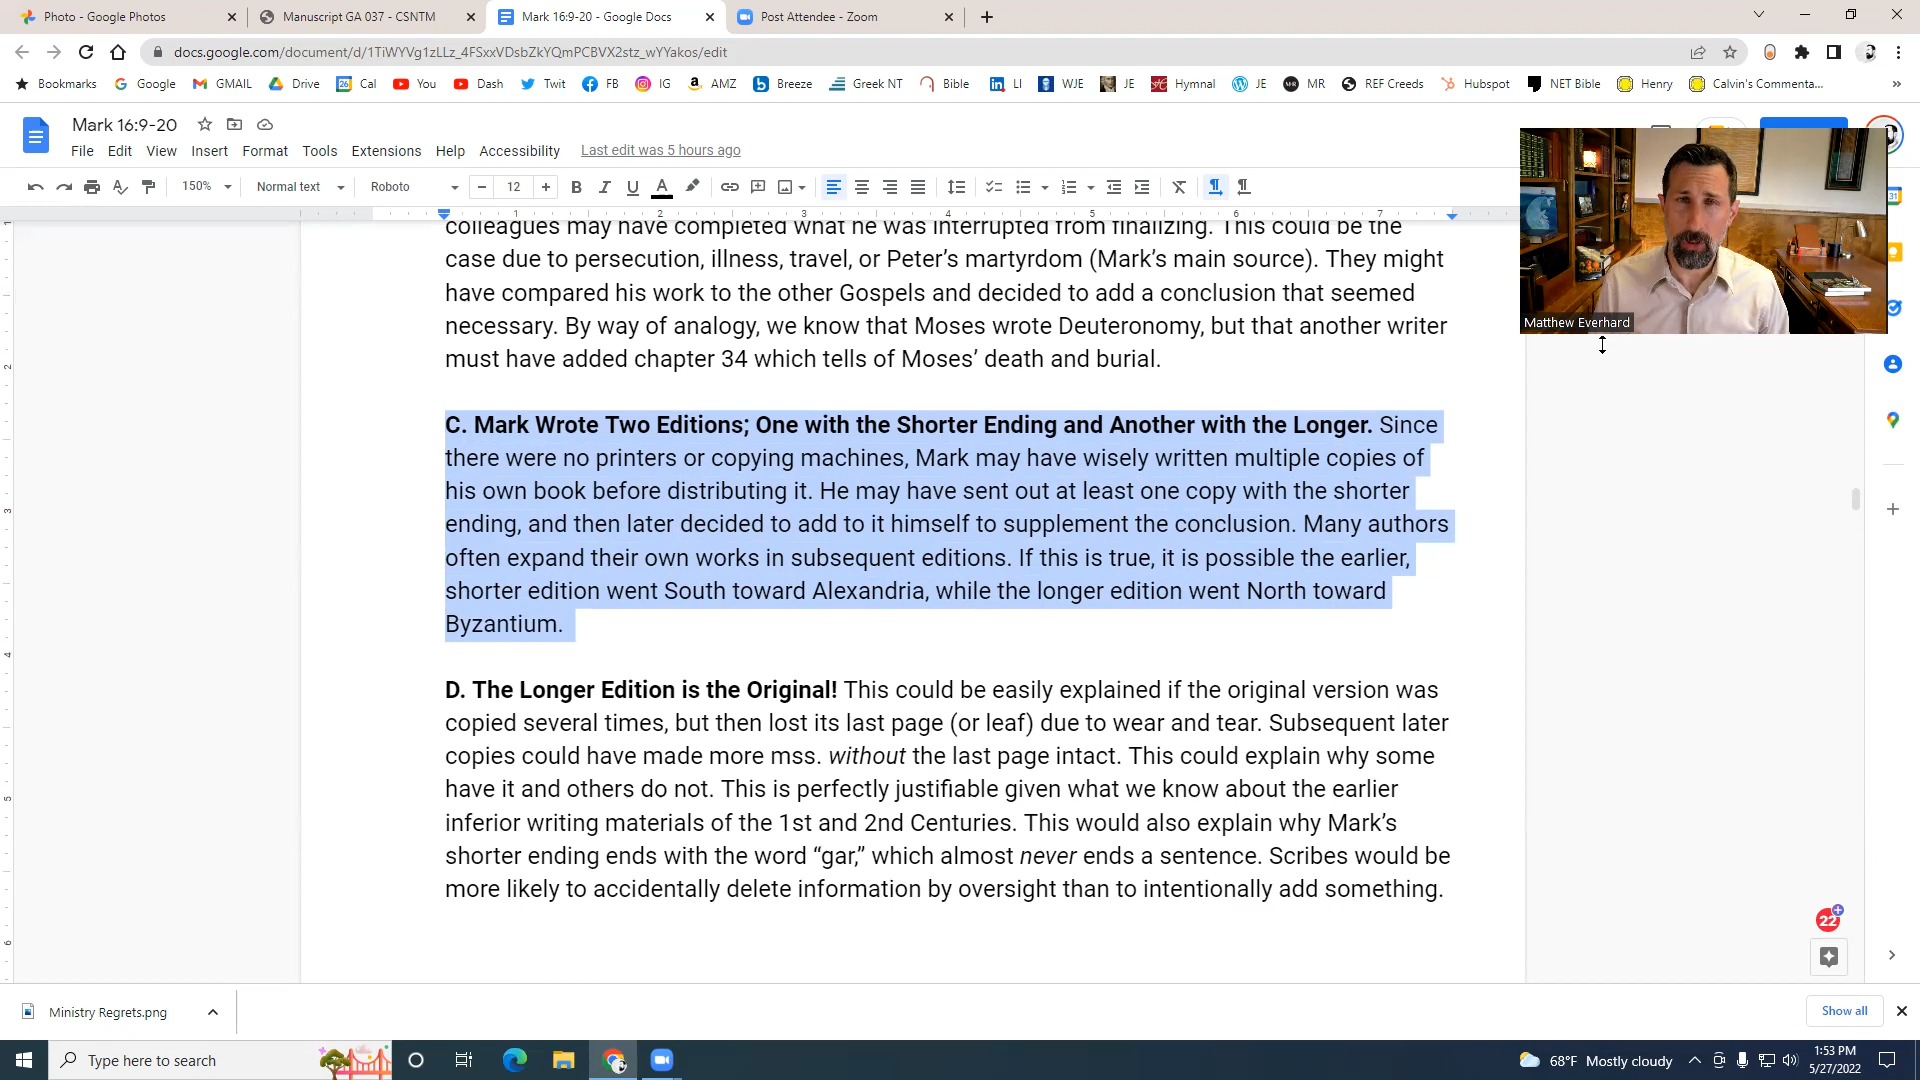 Photo - Google Photos
Manuscript GA 037 - CSNTM
Mark 16:9-20 - Google Docs
Post Attendee - Zoom
docs.google.com/document/d/1TiWYVg1zLLz_4FSxxVDsbZkYQmPCBVX2stz_wYYakos/edit
Bookmarks Google GMAIL Drive Cal You Dash Twit FB IG AMZ Breeze Greek NT Bible LI WJE JE Hymnal JE MR REF Creeds Hubspot NET Bible Henry Calvin's Commenta... »
Mark 16:9-20
File Edit View Insert Format Tools Extensions Help Accessibility Last edit was 5 hours ago
150% Normal text Roboto 12 B I U A
1 2 3 4 5 6 7
colleagues may have completed what he was interrupted from finalizing. This could be the
case due to persecution, illness, travel, or Peter's martyrdom (Mark's main source). They might
have compared his work to the other Gospels and decided to add a conclusion that seemed
necessary. By way of analogy, we know that Moses wrote Deuteronomy, but that another writer
must have added chapter 34 which tells of Moses' death and burial.
C. Mark Wrote Two Editions; One with the Shorter Ending and Another with the Longer. Since
there were no printers or copying machines, Mark may have wisely written multiple copies of
his own book before distributing it. He may have sent out at least one copy with the shorter
ending, and then later decided to add to it himself to supplement the conclusion. Many authors
often expand their own works in subsequent editions. If this is true, it is possible the earlier,
shorter edition went South toward Alexandria, while the longer edition went North toward
Byzantium.
D. The Longer Edition is the Original! This could be easily explained if the original version was
copied several times, but then lost its last page (or leaf) due to wear and tear. Subsequent later
copies could have made more mss. without the last page intact. This could explain why some
have it and others do not. This is perfectly justifiable given what we know about the earlier
inferior writing materials of the 1st and 2nd Centuries. This would also explain why Mark's
shorter ending ends with the word “gar,” which almost never ends a sentence. Scribes would be
more likely to accidentally delete information by oversight than to intentionally add something.
Matthew Everhard
31
22
Ministry Regrets.png
Show all
Type here to search
68°F Mostly cloudy
1:53 PM
5/27/2022